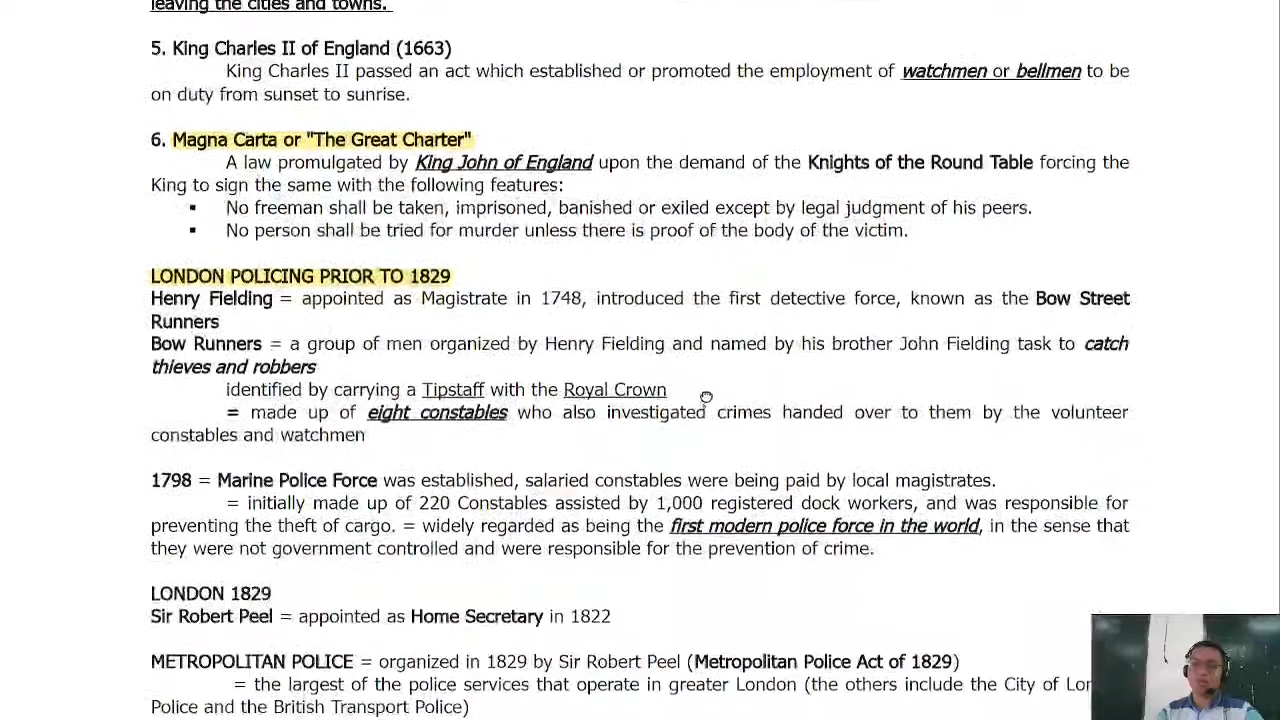 leaving the cities and towns.
5. King Charles II of England (1663)
King Charles II passed an act which established or promoted the employment of watchmen or bellmen to be
on duty from sunset to sunrise.
6. Magna Carta or "The Great Charter"
A law promulgated by King John of England upon the demand of the Knights of the Round Table forcing the
King to sign the same with the following features:
▪ No freeman shall be taken, imprisoned, banished or exiled except by legal judgment of his peers.
▪ No person shall be tried for murder unless there is proof of the body of the victim.
LONDON POLICING PRIOR TO 1829
Henry Fielding = appointed as Magistrate in 1748, introduced the first detective force, known as the Bow Street
Runners
Bow Runners = a group of men organized by Henry Fielding and named by his brother John Fielding task to catch
thieves and robbers
identified by carrying a Tipstaff with the Royal Crown
= made up of eight constables who also investigated crimes handed over to them by the volunteer
constables and watchmen
1798 = Marine Police Force was established, salaried constables were being paid by local magistrates.
= initially made up of 220 Constables assisted by 1,000 registered dock workers, and was responsible for
preventing the theft of cargo. = widely regarded as being the first modern police force in the world, in the sense that
they were not government controlled and were responsible for the prevention of crime.
LONDON 1829
Sir Robert Peel = appointed as Home Secretary in 1822
METROPOLITAN POLICE = organized in 1829 by Sir Robert Peel (Metropolitan Police Act of 1829)
= the largest of the police services that operate in greater London (the others include the City of Lon
Police and the British Transport Police)